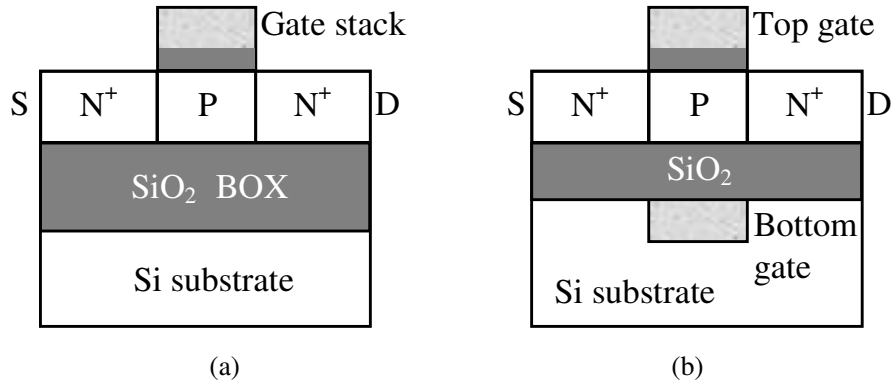 Gate stack
S N⁺ P N⁺ D
SiO₂ BOX
Si substrate
(a)
Top gate
S N⁺ P N⁺ D
SiO₂
Bottom
gate
Si substrate
(b)